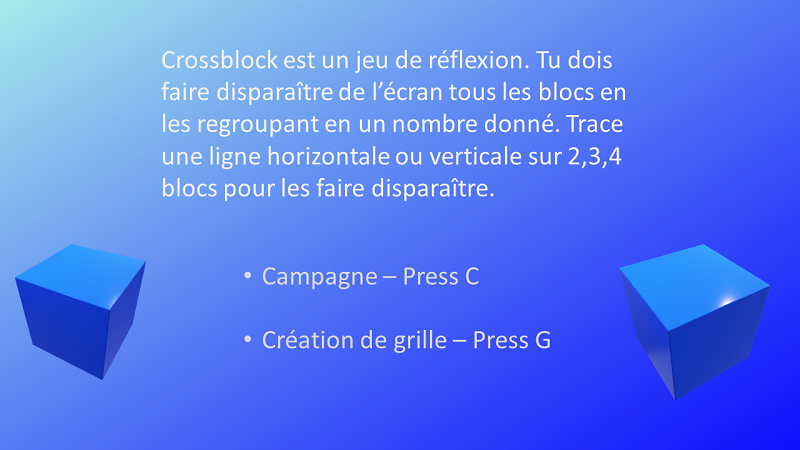 Crossblock est un jeu de réflexion. Tu dois
faire disparaître de l’écran tous les blocs en
les regroupant en un nombre donné. Trace
une ligne horizontale ou verticale sur 2,3,4
blocs pour les faire disparaître.
• Campagne – Press C
• Création de grille – Press G